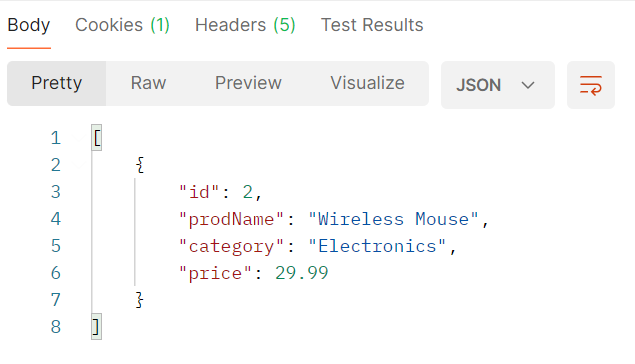 Body Cookies (1) Headers (5) Test Results
Pretty Raw Preview Visualize JSON
1 [
2 {
3 "id": 2,
4 "prodName": "Wireless Mouse",
5 "category": "Electronics",
6 "price": 29.99
7 }
8 ]